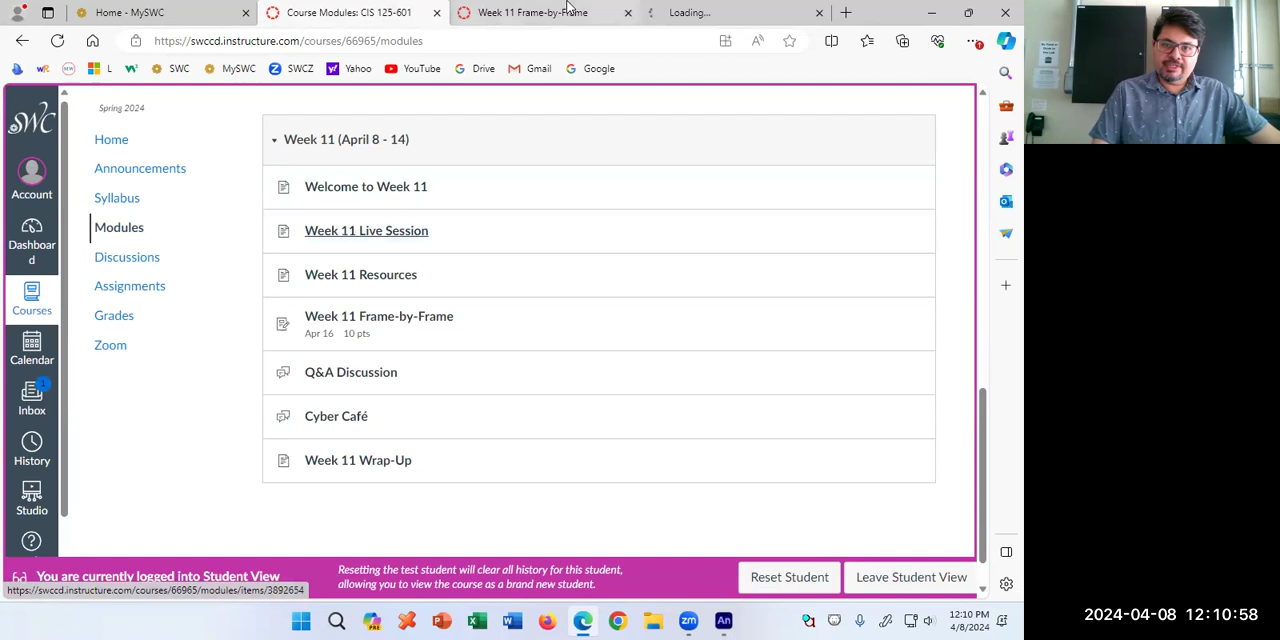 Home - MySWC
Course Modules: CIS 125-601
Week 11 Frame-by-Frame
Loading...
https://swccd.instructure.com/courses/66965/modules
L
SWC
MySWC
SWCZ
Yahoo
YouTube
Drive
Gmail
Google
SWC
Account
Dashboar
d
Courses
Calendar
1
Inbox
History
Studio
Spring 2024
Home
Announcements
Syllabus
Modules
Discussions
Assignments
Grades
Zoom
Week 11 (April 8 - 14)
Welcome to Week 11
Week 11 Live Session
Week 11 Resources
Week 11 Frame-by-Frame
Apr 16 10 pts
Q&A Discussion
Cyber Café
Week 11 Wrap-Up
You are currently logged into Student View
Resetting the test student will clear all history for this student,
allowing you to view the course as a brand new student.
Reset Student
Leave Student View
https://swccd.instructure.com/courses/66965/modules/items/3892654
12:10 PM
4/8/2024
2024-04-08 12:10:58